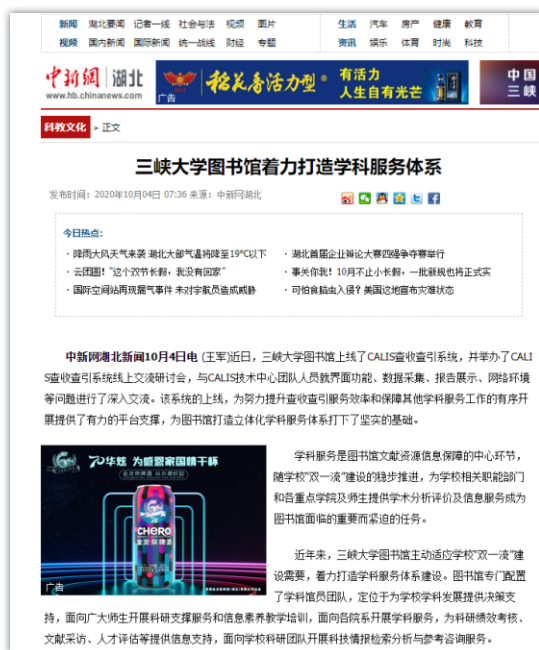 新闻 湖北要闻 记者一线 社会与法 视频 图片 生活 汽车 房产 健康 教育
视频 国内新闻 国际新闻 统一战线 财经 专题 资讯 娱乐 体育 时尚 科技
中新網 湖北
www.hb.chinanews.com
稻花香活力型®
有活力
人生自有光芒
广告
中国
三峡
科教文化 > 正文
三峡大学图书馆着力打造学科服务体系
发布时间：2020年10月04日 07:36 来源：中新网湖北
今日热点：
· 降雨大风天气来袭 湖北大部气温将降至19℃以下 · 湖北首届企业辩论大赛四强争夺赛举行
· 云团圆！"这个双节长假，我没有回家" · 事关你我！10月不止小长假，一批新规也将正式实
· 国际空间站再现漏气事件 未对宇航员造成威胁 · 可怕食脑虫入侵？美国这地宣布灾难状态
中新网湖北新闻10月4日电 (王军)近日，三峡大学图书馆上线了CALIS查收查引系统，并举办了CALI
S查收查引系统线上交流研讨会，与CALIS技术中心团队人员就界面功能、数据采集、报告展示、网络环境
等问题进行了深入交流。该系统的上线，为努力提升查收查引服务效率和保障其他学科服务工作的有序开
展提供了有力的平台支撑，为图书馆打造立体化学科服务体系打下了坚实的基础。
70华炫 为盛恩家国情干杯
CHERO
广告
学科服务是图书馆文献资源信息保障的中心环节，
随学校"双一流"建设的稳步推进，为学校相关职能部门
和各重点学院及师生提供学术分析评价及信息服务成为
图书馆面临的重要而紧迫的任务。
近年来，三峡大学图书馆主动适应学校"双一流"建
设需要，着力打造学科服务体系建设。图书馆专门配置
了学科馆员团队，定位于为学校学科发展提供决策支
持，面向广大师生开展科研支撑服务和信息素养教学培训，面向各院系开展学科服务，为科研绩效考核、
文献采访、人才评估等提供信息支持，面向学校科研团队开展科技情报检索分析与参考咨询服务。